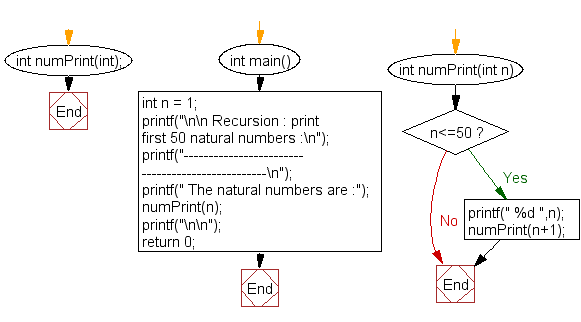 int numPrint(int);
End
int main()
int n = 1;
printf("\n\n Recursion : print
first 50 natural numbers :\n");
printf("------------------------
-------------------------\n");
printf(" The natural numbers are :");
numPrint(n);
printf("\n\n");
return 0;
End
int numPrint(int n)
n<=50 ?
Yes
No
printf(" %d ",n);
numPrint(n+1);
End